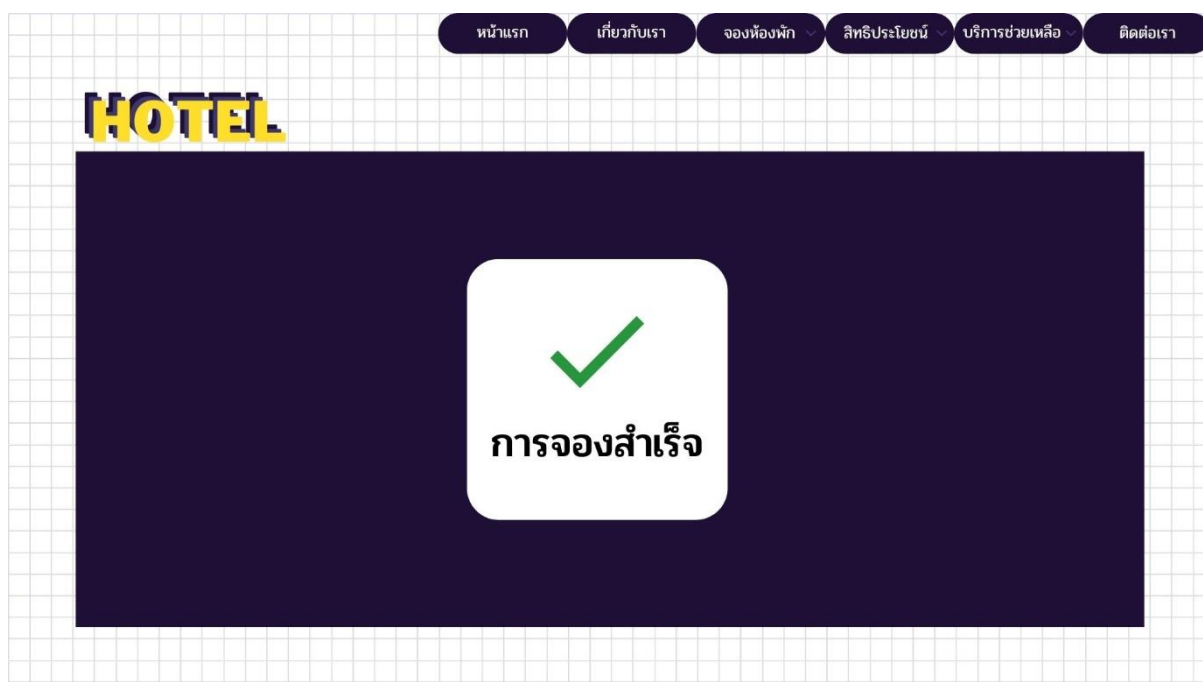 หน้าแรก เกี่ยวกับเรา จองห้องพัก สิทธิประโยชน์ บริการช่วยเหลือ ติดต่อเรา
HOTEL
การจองสำเร็จ